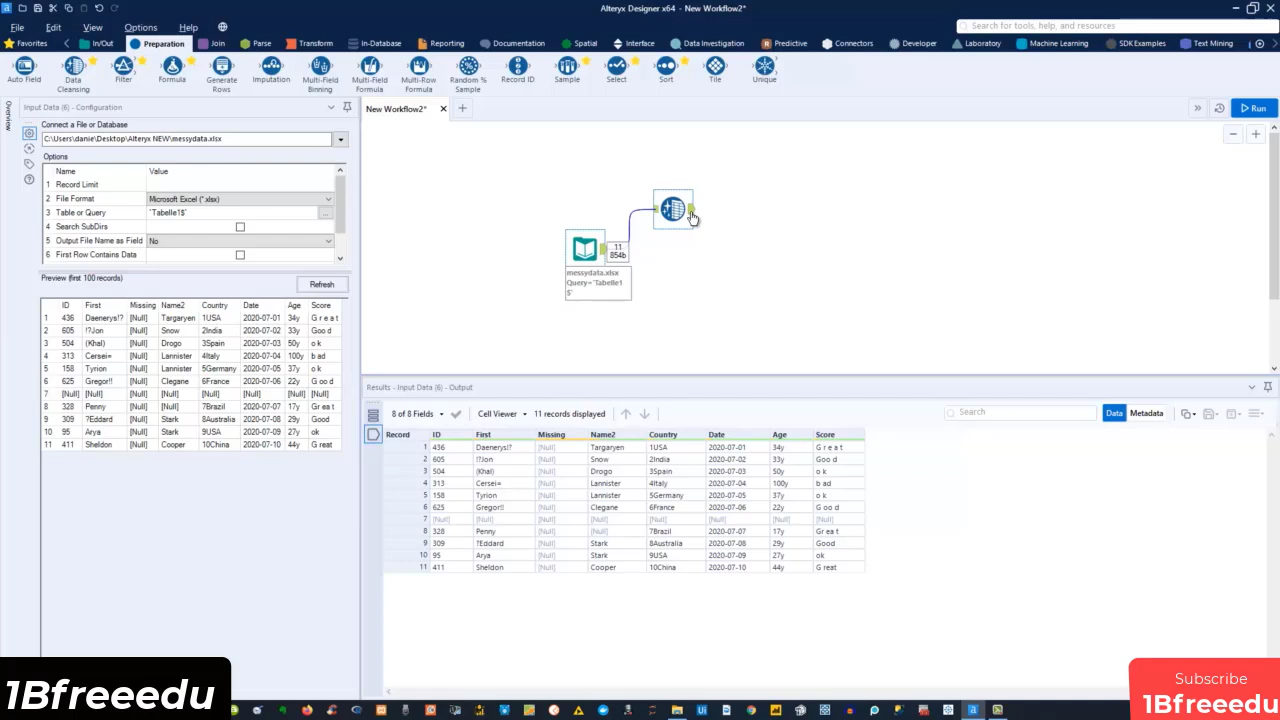 Alteryx Designer x64 - New Workflow2*
File Edit View Options Help
Search for tools, help, and resources
Favorites In/Out Preparation Join Parse Transform In-Database Reporting Documentation Spatial Interface Data Investigation Predictive Connectors Developer Laboratory Machine Learning SDK Examples Text Mining
Auto Field Data Cleansing Filter Formula Generate Rows Imputation Multi-Field Binning Multi-Field Formula Multi-Row Formula Random % Sample Record ID Sample Select Sort Tile Unique
Overview
Input Data (6) - Configuration
New Workflow2*
Run
Connect a File or Database
C:\Users\danie\Desktop\Alteryx NEW\messydata.xlsx
Options
Name Value
1 Record Limit
2 File Format Microsoft Excel (*.xlsx)
3 Table or Query `Tabelle1$` ...
4 Search SubDirs
5 Output File Name as Field No
6 First Row Contains Data
Preview (first 100 records) Refresh
ID First Missing Name2 Country Date Age Score
1 436 Daenerys!? [Null] Targaryen 1USA 2020-07-01 34y G r e a t
2 605 !?Jon [Null] Snow 2India 2020-07-02 33y Goo d
3 504 (Khal) [Null] Drogo 3Spain 2020-07-03 50y o k
4 313 Cersei= [Null] Lannister 4Italy 2020-07-04 100y b ad
5 158 Tyrion [Null] Lannister 5Germany 2020-07-05 37y o k
6 625 Gregor!! [Null] Clegane 6France 2020-07-06 22y G oo d
7 [Null] [Null] [Null] [Null] [Null] [Null] [Null] [Null]
8 328 Penny [Null] [Null] 7Brazil 2020-07-07 17y Gr ea t
9 309 ?Eddard [Null] Stark 8Australia 2020-07-08 29y Good
10 95 Arya [Null] Stark 9USA 2020-07-09 27y ok
11 411 Sheldon [Null] Cooper 10China 2020-07-10 44y G reat
11
854b
messydata.xlsx
Query=`Tabelle1
$`
Results - Input Data (6) - Output
8 of 8 Fields Cell Viewer 11 records displayed Search Data Metadata
Record ID First Missing Name2 Country Date Age Score
1 436 Daenerys!? [Null] Targaryen 1USA 2020-07-01 34y G r e a t
2 605 !?Jon [Null] Snow 2India 2020-07-02 33y Goo d
3 504 (Khal) [Null] Drogo 3Spain 2020-07-03 50y o k
4 313 Cersei= [Null] Lannister 4Italy 2020-07-04 100y b ad
5 158 Tyrion [Null] Lannister 5Germany 2020-07-05 37y o k
6 625 Gregor!! [Null] Clegane 6France 2020-07-06 22y G oo d
7 [Null] [Null] [Null] [Null] [Null] [Null] [Null] [Null]
8 328 Penny [Null] [Null] 7Brazil 2020-07-07 17y Gr ea t
9 309 ?Eddard [Null] Stark 8Australia 2020-07-08 29y Good
10 95 Arya [Null] Stark 9USA 2020-07-09 27y ok
11 411 Sheldon [Null] Cooper 10China 2020-07-10 44y G reat
1Bfreeedu
Subscribe
1Bfreeedu